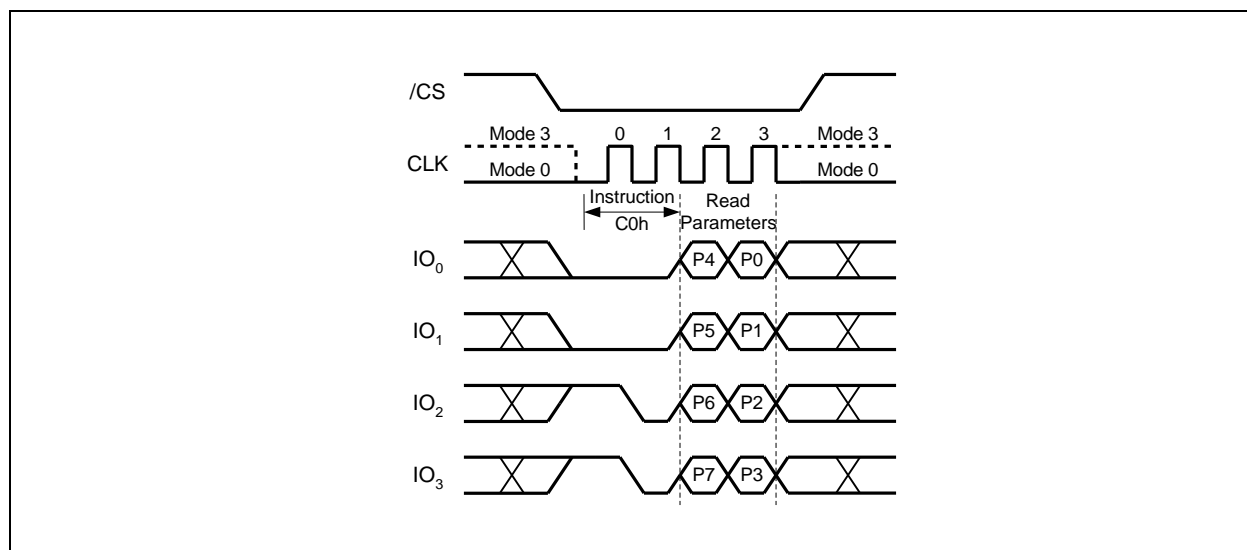 /CS
Mode 3 0 1 2 3 Mode 3
CLK
Mode 0 Mode 0
Instruction Read
C0h Parameters
IO0 P4 P0
IO1 P5 P1
IO2 P6 P2
IO3 P7 P3